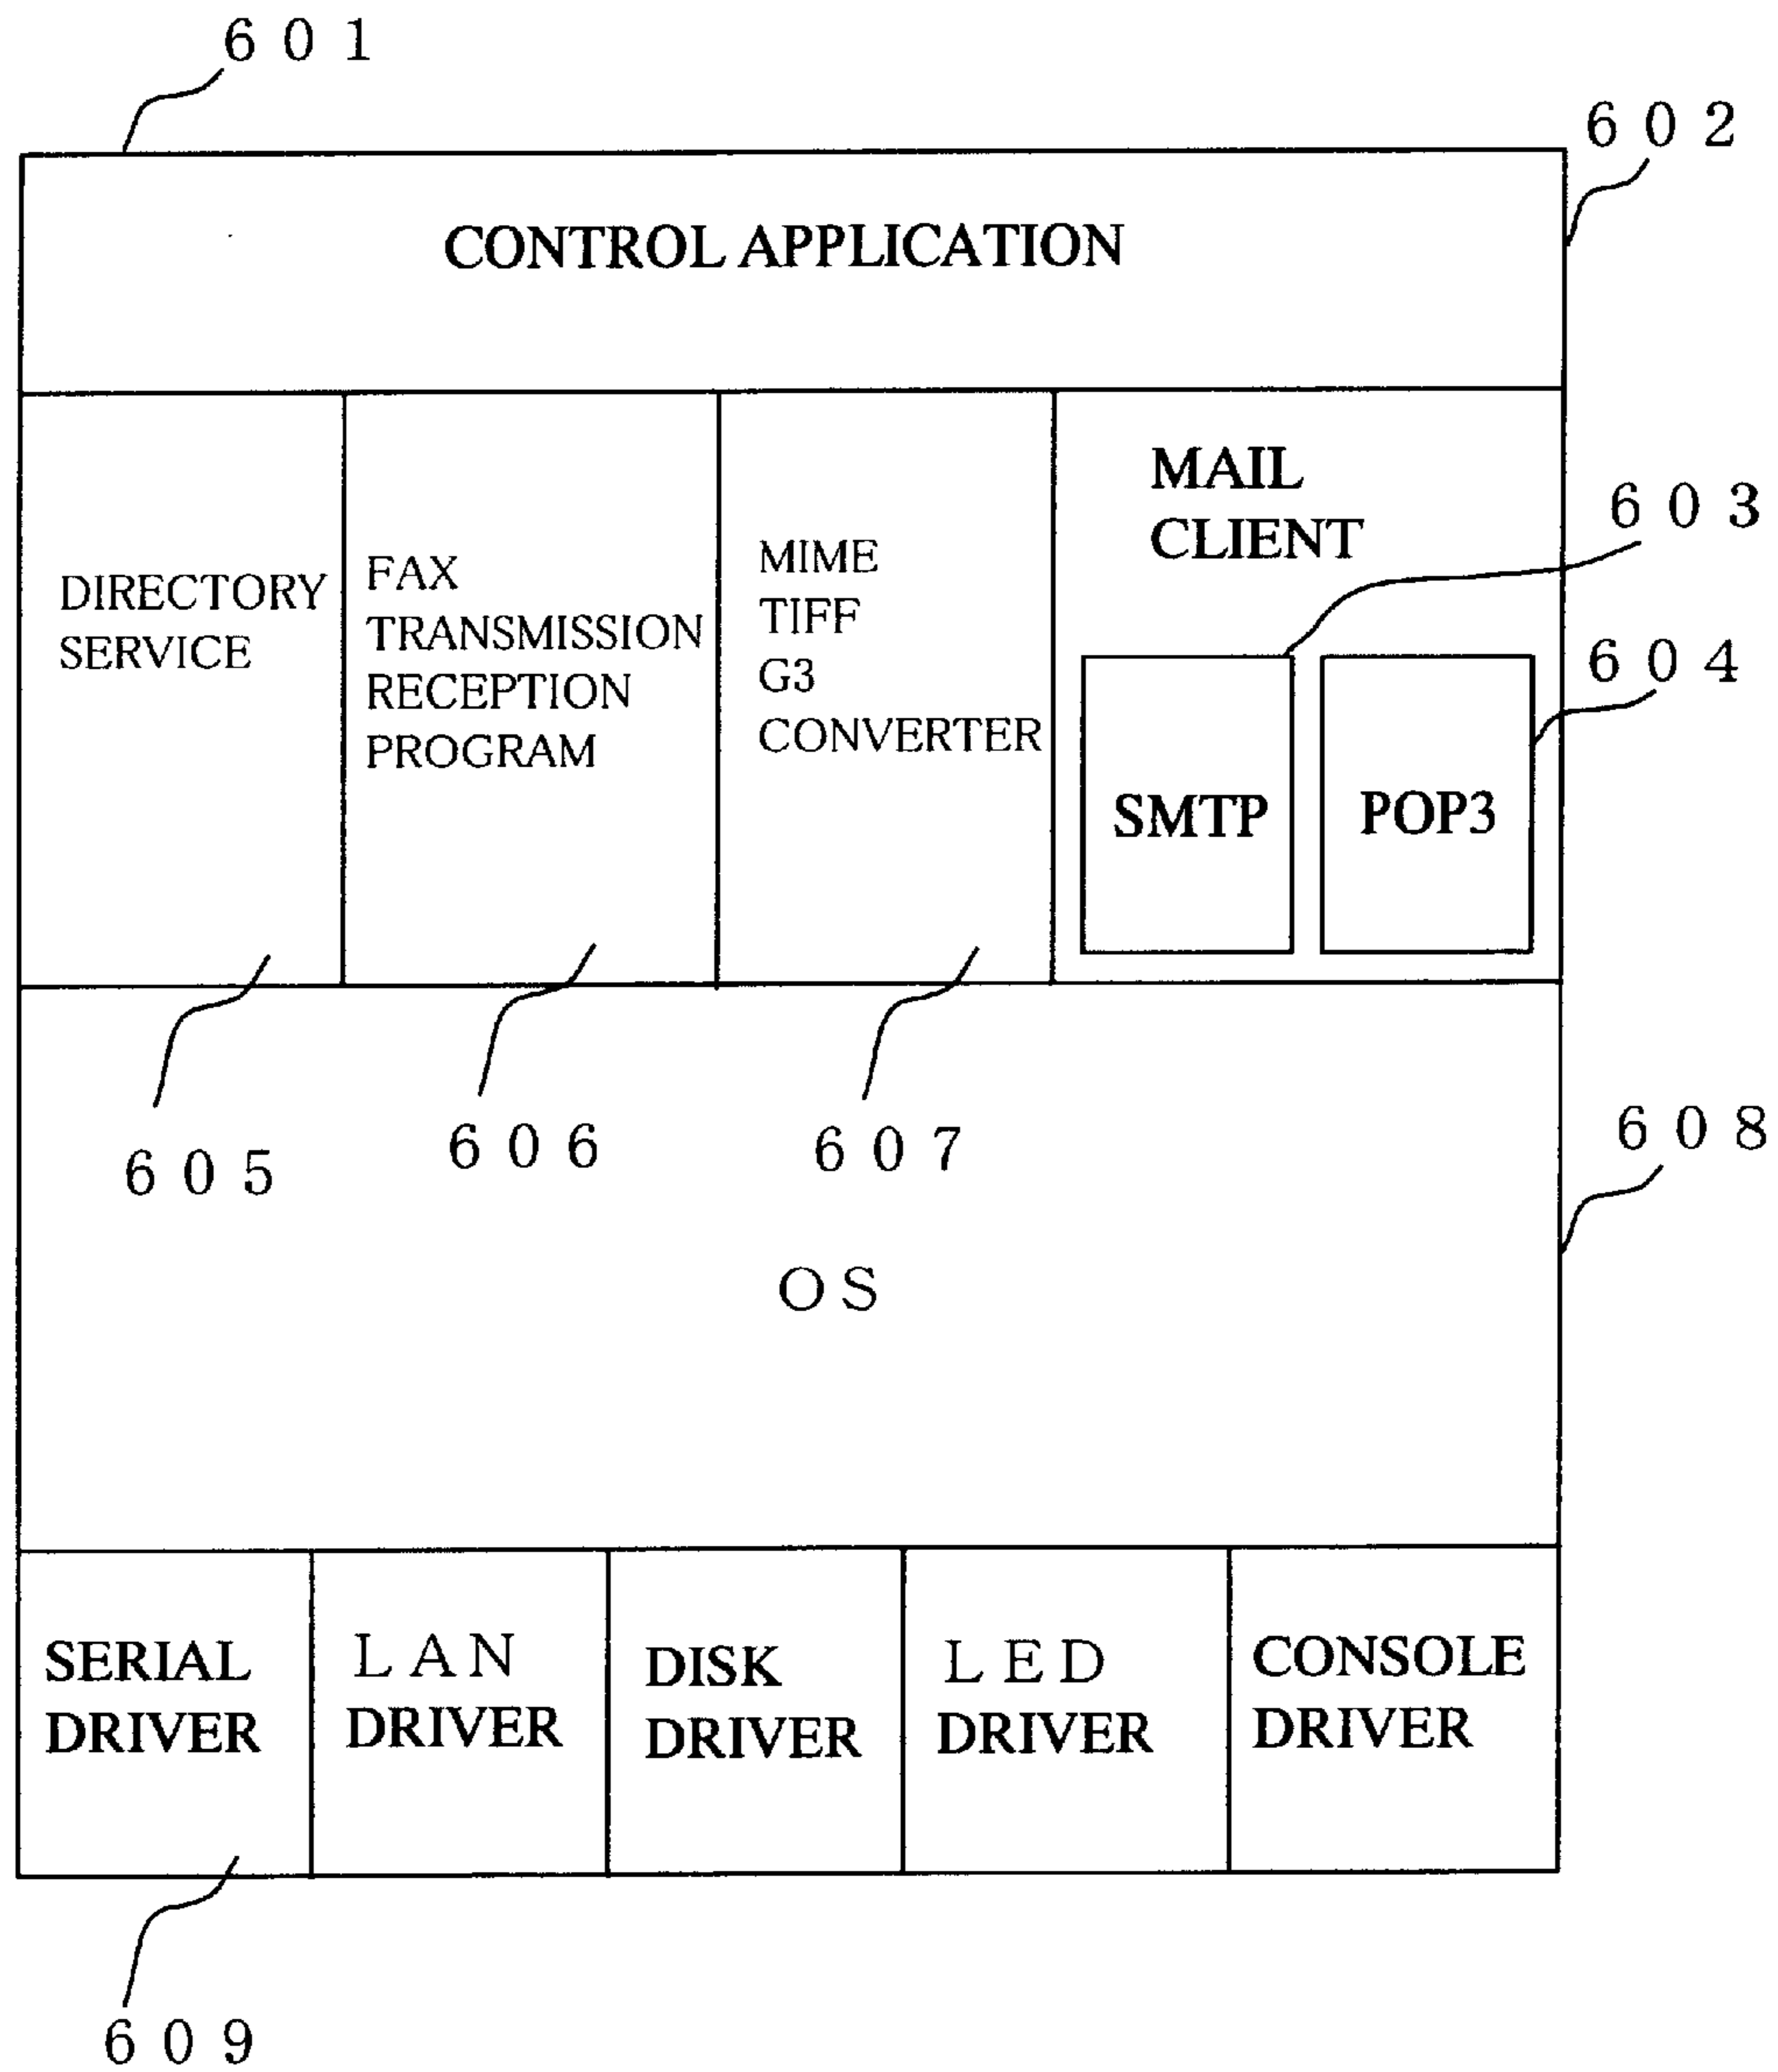 601
602
CONTROL APPLICATION
DIRECTORY
SERVICE
FAX
TRANSMISSION
RECEPTION
PROGRAM
MIME
TIFF
G3
CONVERTER
MAIL
CLIENT
603
604
SMTP
POP3
605
606
607
608
OS
SERIAL
DRIVER
LAN
DRIVER
DISK
DRIVER
LED
DRIVER
CONSOLE
DRIVER
609